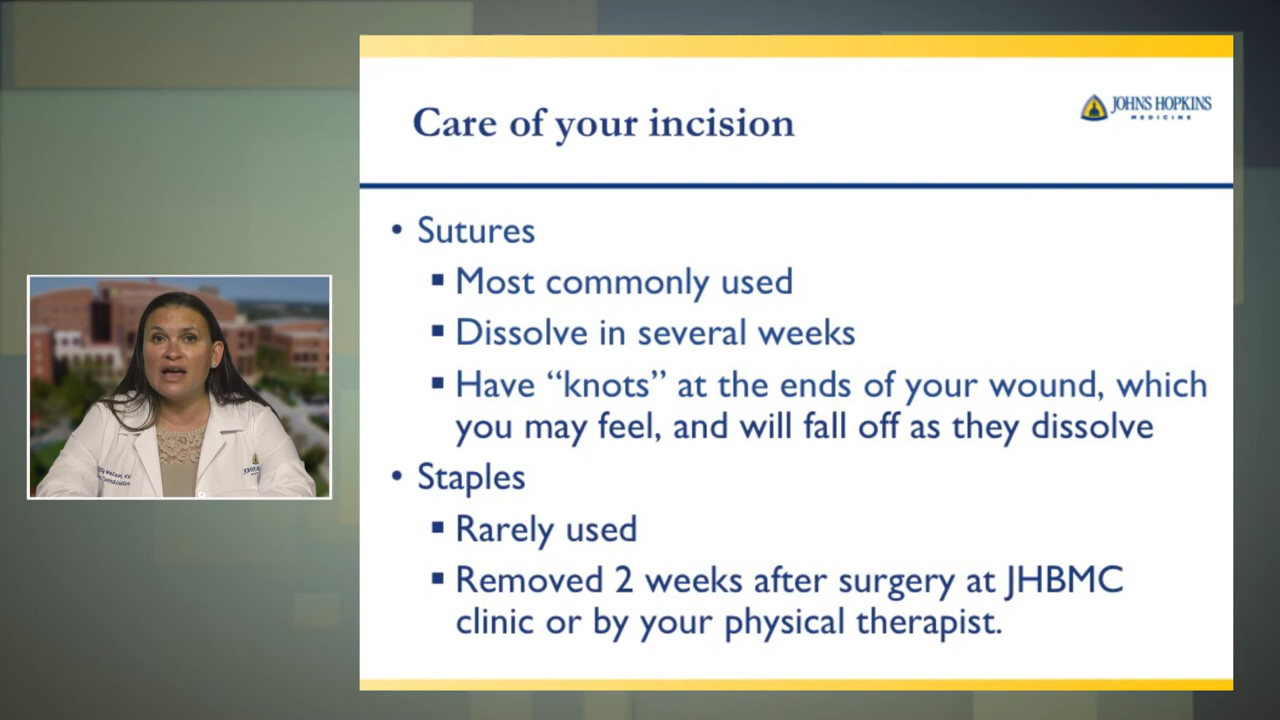 Care of your incision
JOHNS HOPKINS
MEDICINE
• Sutures
▪ Most commonly used
▪ Dissolve in several weeks
▪ Have “knots” at the ends of your wound, which
you may feel, and will fall off as they dissolve
• Staples
▪ Rarely used
▪ Removed 2 weeks after surgery at JHBMC
clinic or by your physical therapist.